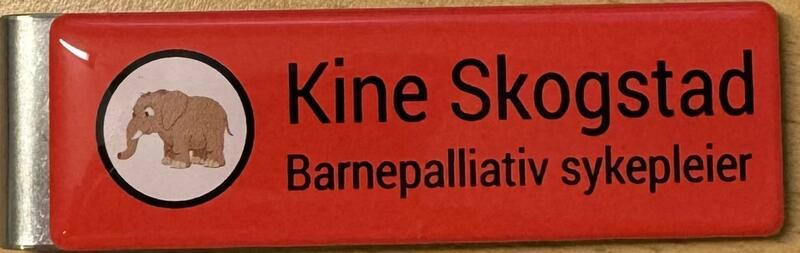 Kine Skogstad
Barnepalliativ sykepleier